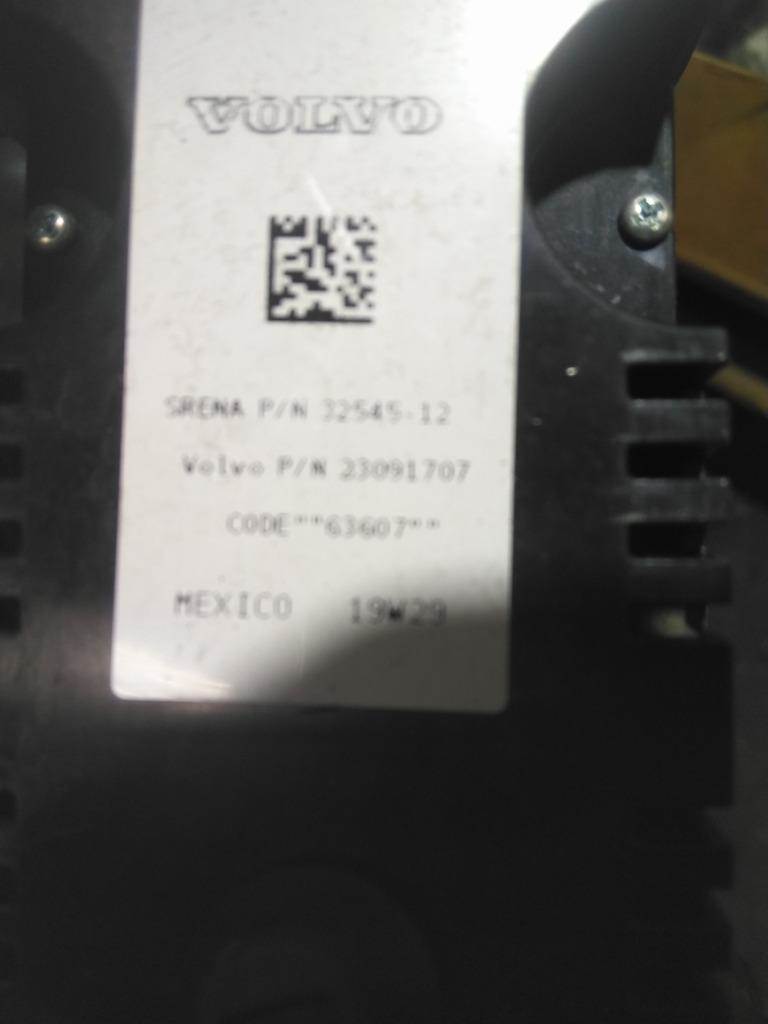 VOLVO
SRENA P/N 32545-12
Volvo P/N 23091707
CODE""63607""
MEXICO 19W29